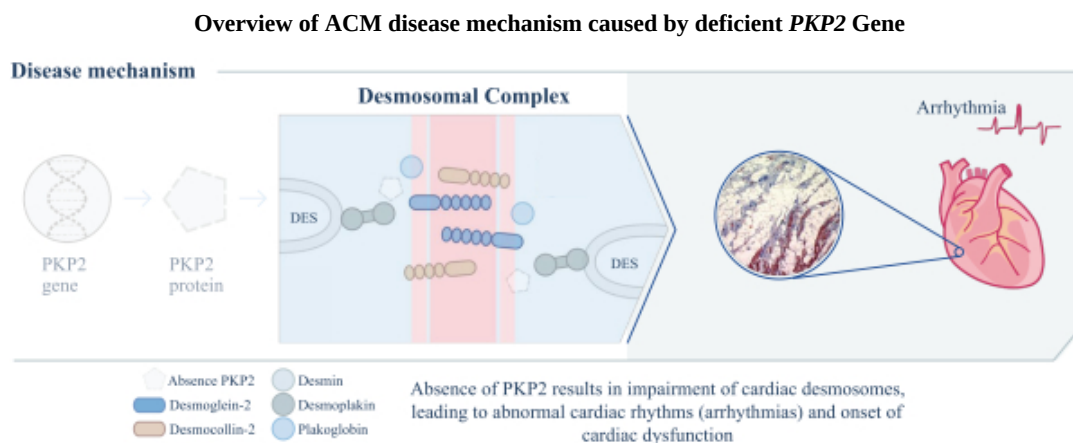 Overview of ACM disease mechanism caused by deficient PKP2 Gene
Disease mechanism
Desmosomal Complex
Arrhythmia
DES
DES
PKP2
gene
PKP2
protein
Absence PKP2
Desmin
Desmoglein-2
Desmoplakin
Desmocollin-2
Plakoglobin
Absence of PKP2 results in impairment of cardiac desmosomes,
leading to abnormal cardiac rhythms (arrhythmias) and onset of
cardiac dysfunction